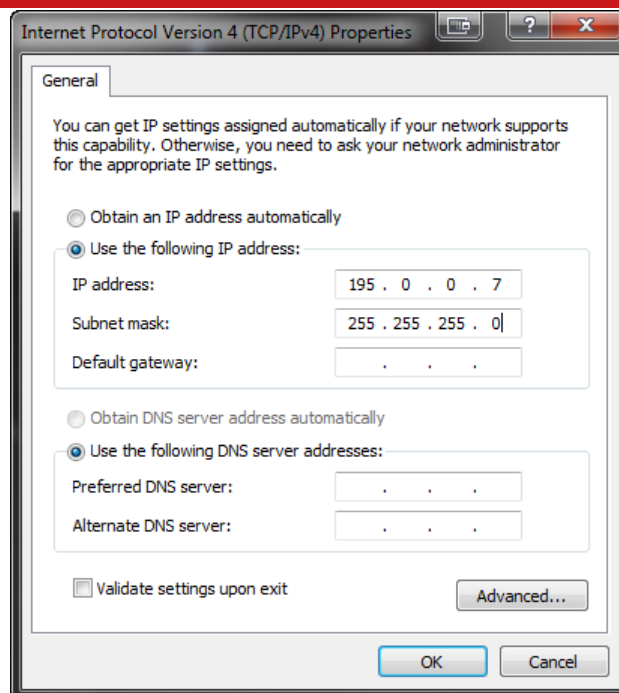 Internet Protocol Version 4 (TCP/IPv4) Properties
?
X
General
You can get IP settings assigned automatically if your network supports
this capability. Otherwise, you need to ask your network administrator
for the appropriate IP settings.
Obtain an IP address automatically
Use the following IP address:
IP address: 195 . 0 . 0 . 7
Subnet mask: 255 . 255 . 255 . 0
Default gateway: . . .
Obtain DNS server address automatically
Use the following DNS server addresses:
Preferred DNS server: . . .
Alternate DNS server: . . .
Validate settings upon exit
Advanced...
OK Cancel